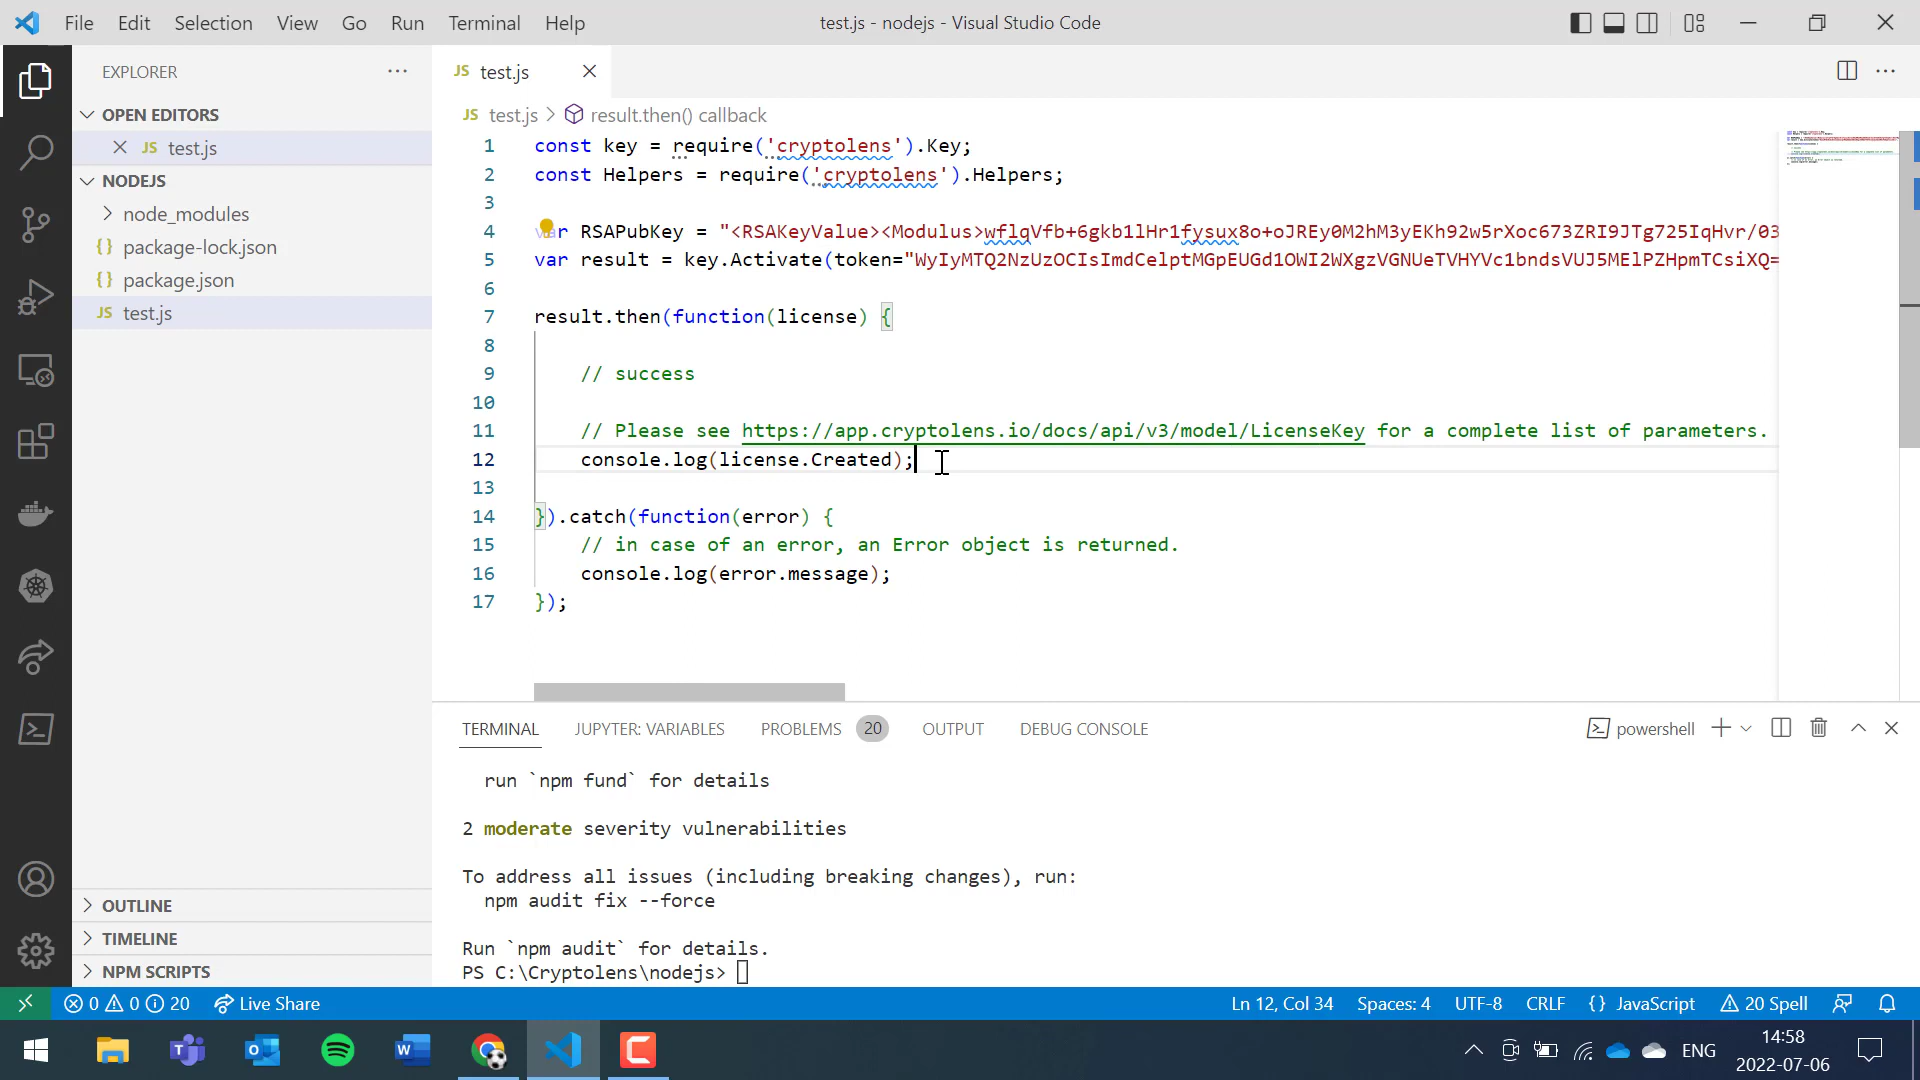 File Edit Selection View Go Run Terminal Help
test.js - nodejs - Visual Studio Code
EXPLORER
OPEN EDITORS
JS test.js
NODEJS
node_modules
{} package-lock.json
{} package.json
JS test.js
OUTLINE
TIMELINE
NPM SCRIPTS
JS test.js
JS test.js > result.then() callback
1 const key = require('cryptolens').Key;
2 const Helpers = require('cryptolens').Helpers;
3
4 var RSAPubKey = "<RSAKeyValue><Modulus>wflqVfb+6gkb1lHr1fysux8o+oJREy0M2hM3yEKh92w5rXoc673ZRI9JTg725IqHvr/03
5 var result = key.Activate(token="WyIyMTQ2NzUzOCIsImdCelptMGpEUGd1OWI2WXgzVGNUeTVHYVc1bndsVUJ5MElPZHpmTCsiXQ=
6
7 result.then(function(license) {
8
9 // success
10
11 // Please see https://app.cryptolens.io/docs/api/v3/model/LicenseKey for a complete list of parameters.
12 console.log(license.Created);
13
14 }).catch(function(error) {
15 // in case of an error, an Error object is returned.
16 console.log(error.message);
17 });
TERMINAL JUPYTER: VARIABLES PROBLEMS 20 OUTPUT DEBUG CONSOLE powershell
run `npm fund` for details
2 moderate severity vulnerabilities
To address all issues (including breaking changes), run:
npm audit fix --force
Run `npm audit` for details.
PS C:\Cryptolens\nodejs>
0 0 20 Live Share Ln 12, Col 34 Spaces: 4 UTF-8 CRLF {} JavaScript 20 Spell
ENG
14:58
2022-07-06